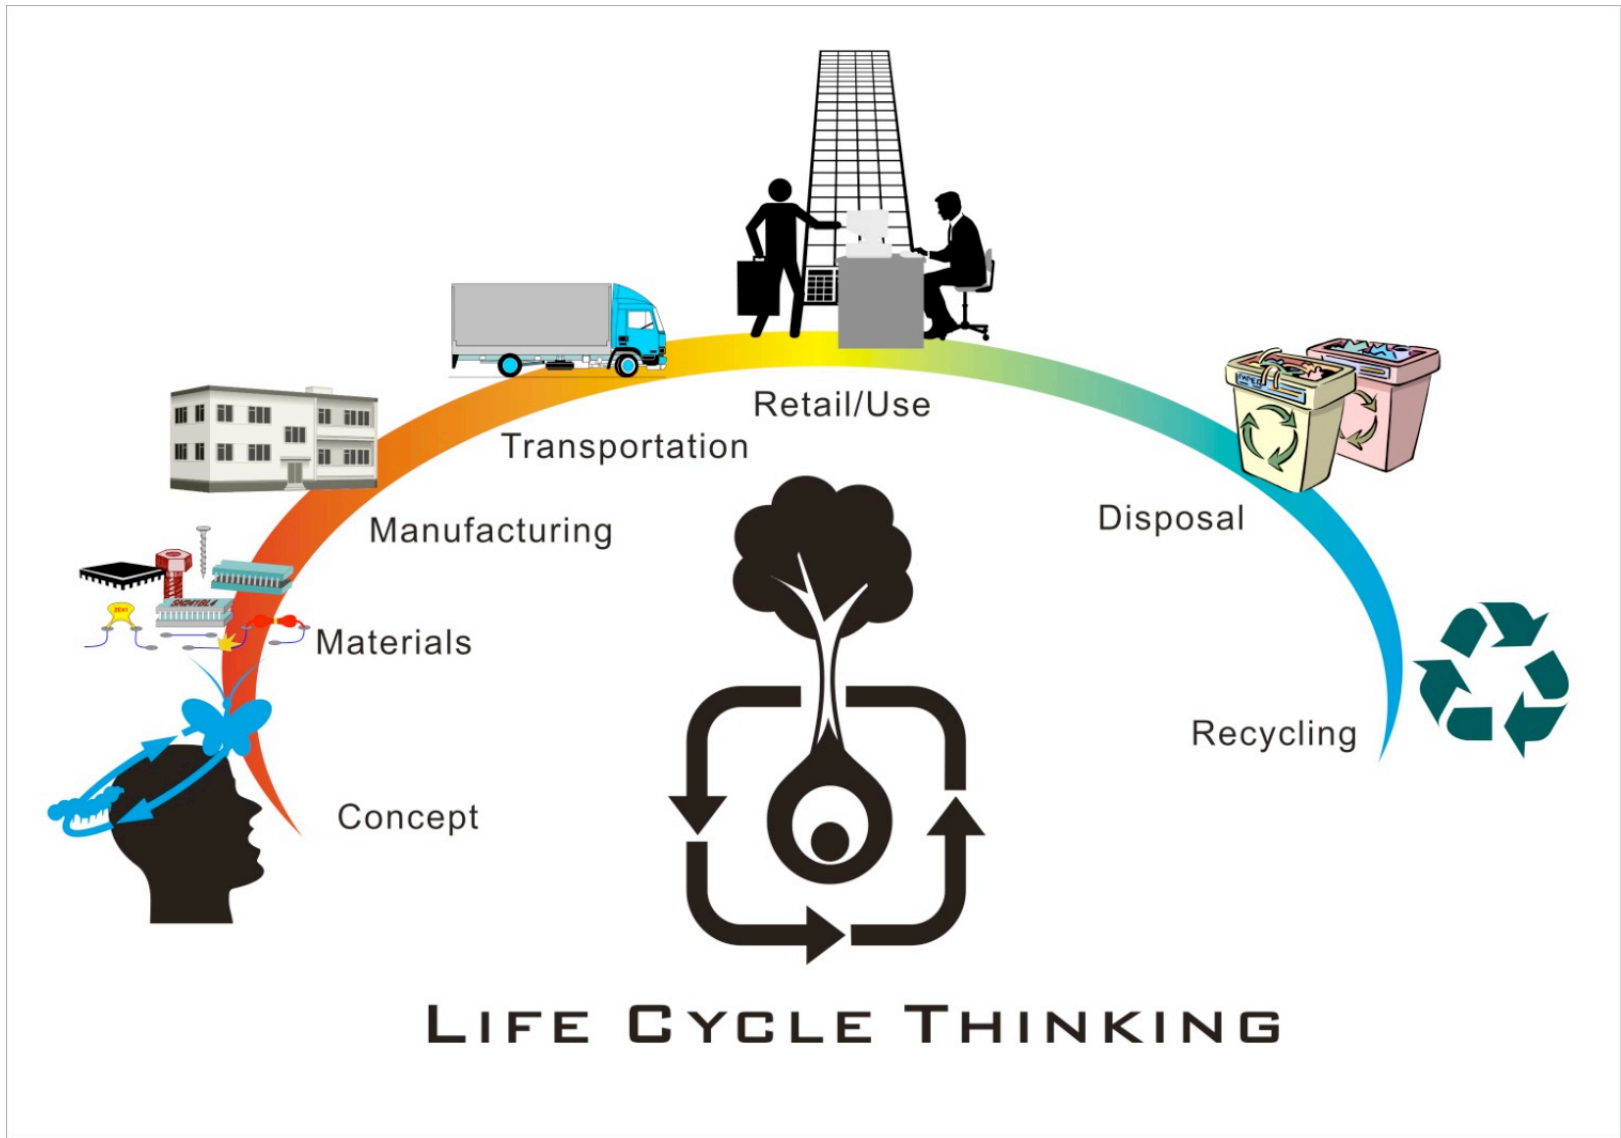 Retail/Use
Transportation
Manufacturing
Materials
Concept
Disposal
Recycling
LIFE CYCLE THINKING